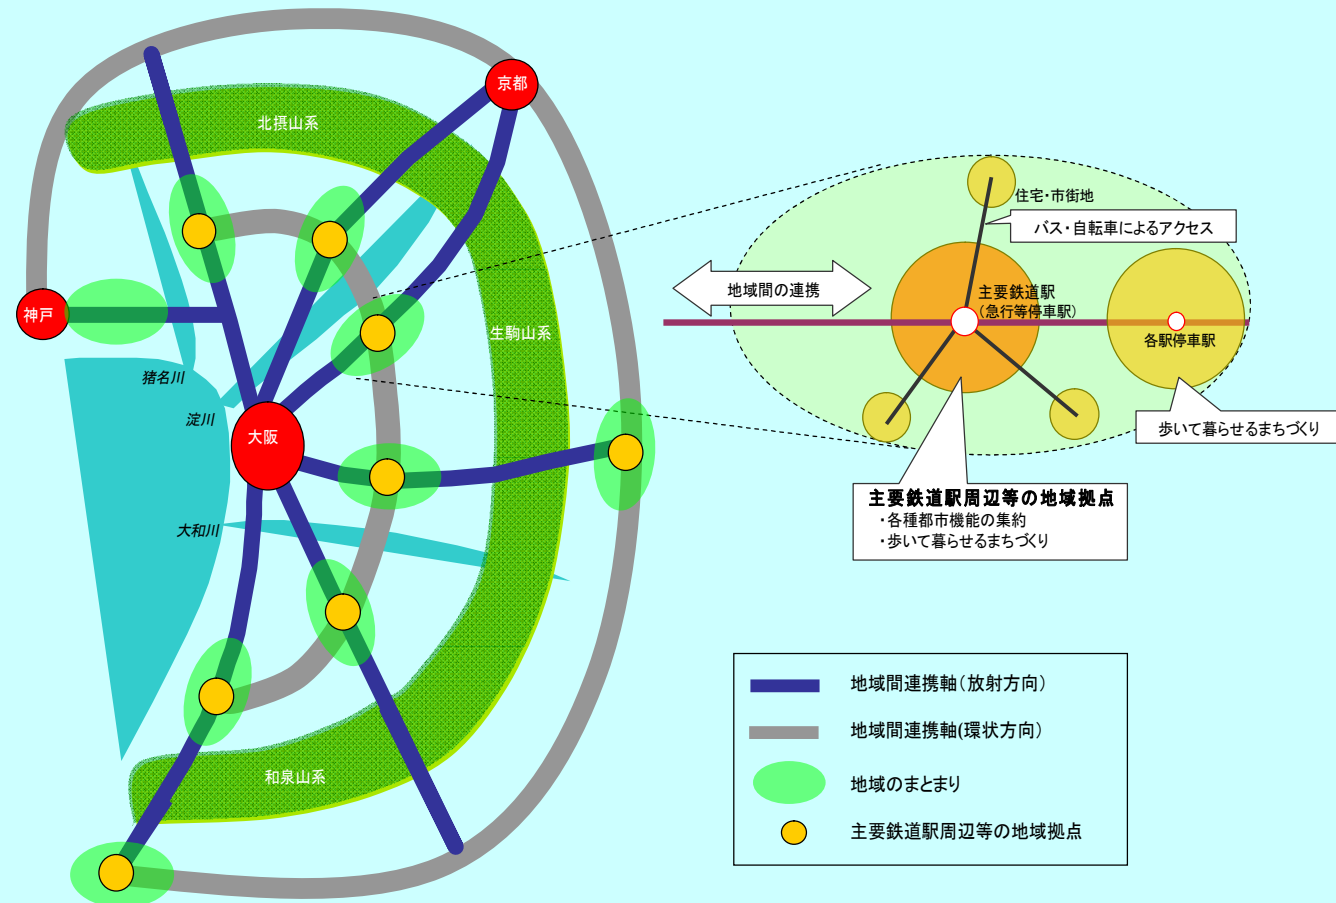 京都
北摂山系
神戸
生駒山系
猪名川
淀川
大阪
大和川
和泉山系
住宅・市街地
バス・自転車によるアクセス
地域間の連携
主要鉄道駅
（急行等停車駅）
各駅停車駅
歩いて暮らせるまちづくり
主要鉄道駅周辺等の地域拠点
・各種都市機能の集約
・歩いて暮らせるまちづくり
地域間連携軸（放射方向）
地域間連携軸(環状方向）
地域のまとまり
主要鉄道駅周辺等の地域拠点